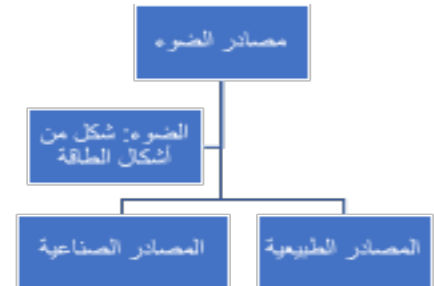 مصادر الضوء
الضوء: شكل من
أشكال الطاقة
المصادر الطبيعية
المصادر الصناعية